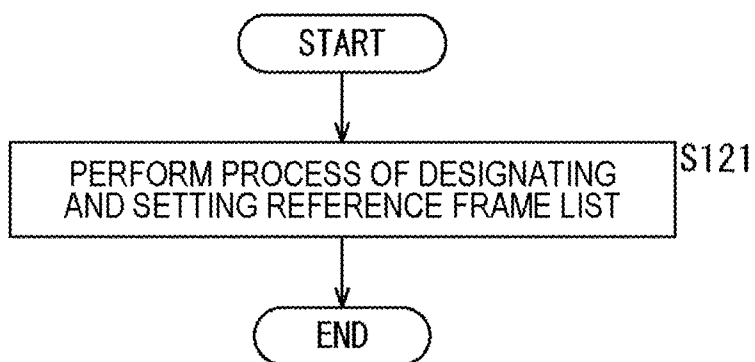 START
PERFORM PROCESS OF DESIGNATING
AND SETTING REFERENCE FRAME LIST
S121
END